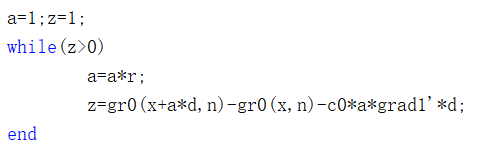 a=1;z=1;
while(z>0)
a=a*r;
z=gr0(x+a*d,n)-gr0(x,n)-c0*a*grad1'*d;
end